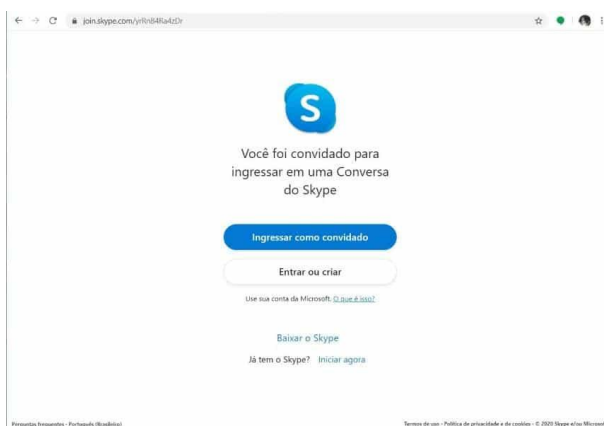 join.skype.com/yrRnB4Ra4zDr
S
Você foi convidado para
ingressar em uma Conversa
do Skype
Ingressar como convidado
Entrar ou criar
Use sua conta da Microsoft. O que é isso?
Baixar o Skype
Já tem o Skype? Iniciar agora
Perguntas frequentes - Português (Brasileiro)
Termos de uso - Política de privacidade e de cookies - © 2020 Skype e/ou Microsoft